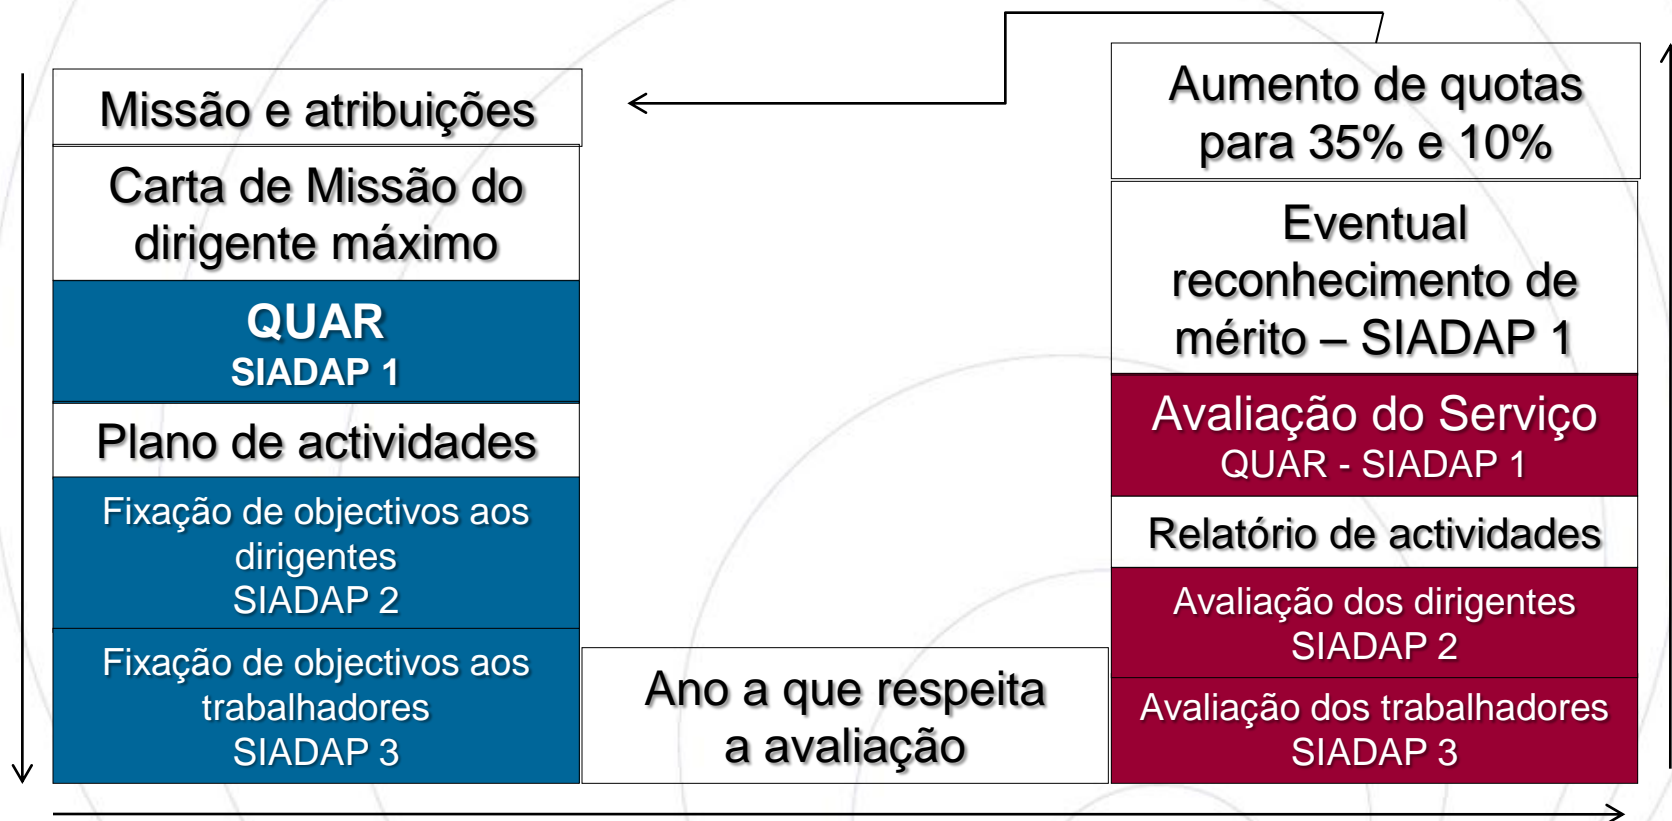 Missão e atribuições
Carta de Missão do
dirigente máximo
QUAR
SIADAP 1
Plano de actividades
Fixação de objectivos aos
dirigentes
SIADAP 2
Fixação de objectivos aos
trabalhadores
SIADAP 3
Ano a que respeita
a avaliação
Aumento de quotas
para 35% e 10%
Eventual
reconhecimento de
mérito – SIADAP 1
Avaliação do Serviço
QUAR - SIADAP 1
Relatório de actividades
Avaliação dos dirigentes
SIADAP 2
Avaliação dos trabalhadores
SIADAP 3